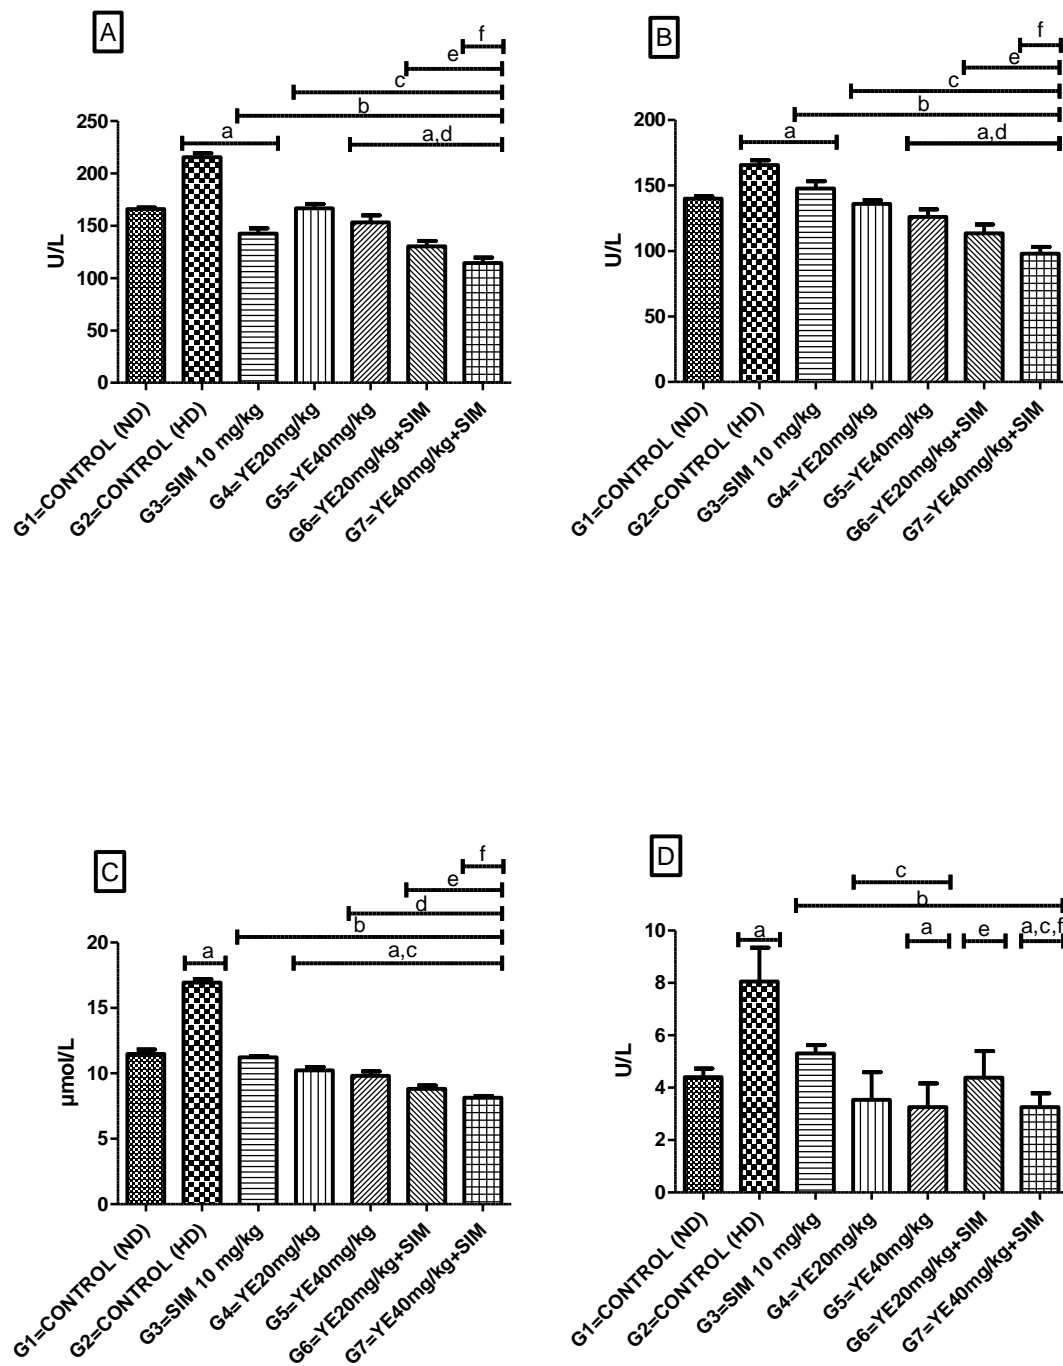 A
f
e
c
b
a
a,d
250
200
150
100
50
0
U/L
G1=CONTROL (ND)
G2=CONTROL (HD)
G3=SIM 10 mg/kg
G4=YE20mg/kg
G5=YE40mg/kg
G6=YE20mg/kg+SIM
G7=YE40mg/kg+SIM
B
f
e
c
b
a
a,d
200
150
100
50
0
U/L
G1=CONTROL (ND)
G2=CONTROL (HD)
G3=SIM 10 mg/kg
G4=YE20mg/kg
G5=YE40mg/kg
G6=YE20mg/kg+SIM
G7=YE40mg/kg+SIM
C
f
e
d
b
a
a,c
20
15
10
5
0
µmol/L
G1=CONTROL (ND)
G2=CONTROL (HD)
G3=SIM 10 mg/kg
G4=YE20mg/kg
G5=YE40mg/kg
G6=YE20mg/kg+SIM
G7=YE40mg/kg+SIM
D
c
b
a
a
e
a,c,f
10
8
6
4
2
0
U/L
G1=CONTROL (ND)
G2=CONTROL (HD)
G3=SIM 10 mg/kg
G4=YE20mg/kg
G5=YE40mg/kg
G6=YE20mg/kg+SIM
G7=YE40mg/kg+SIM